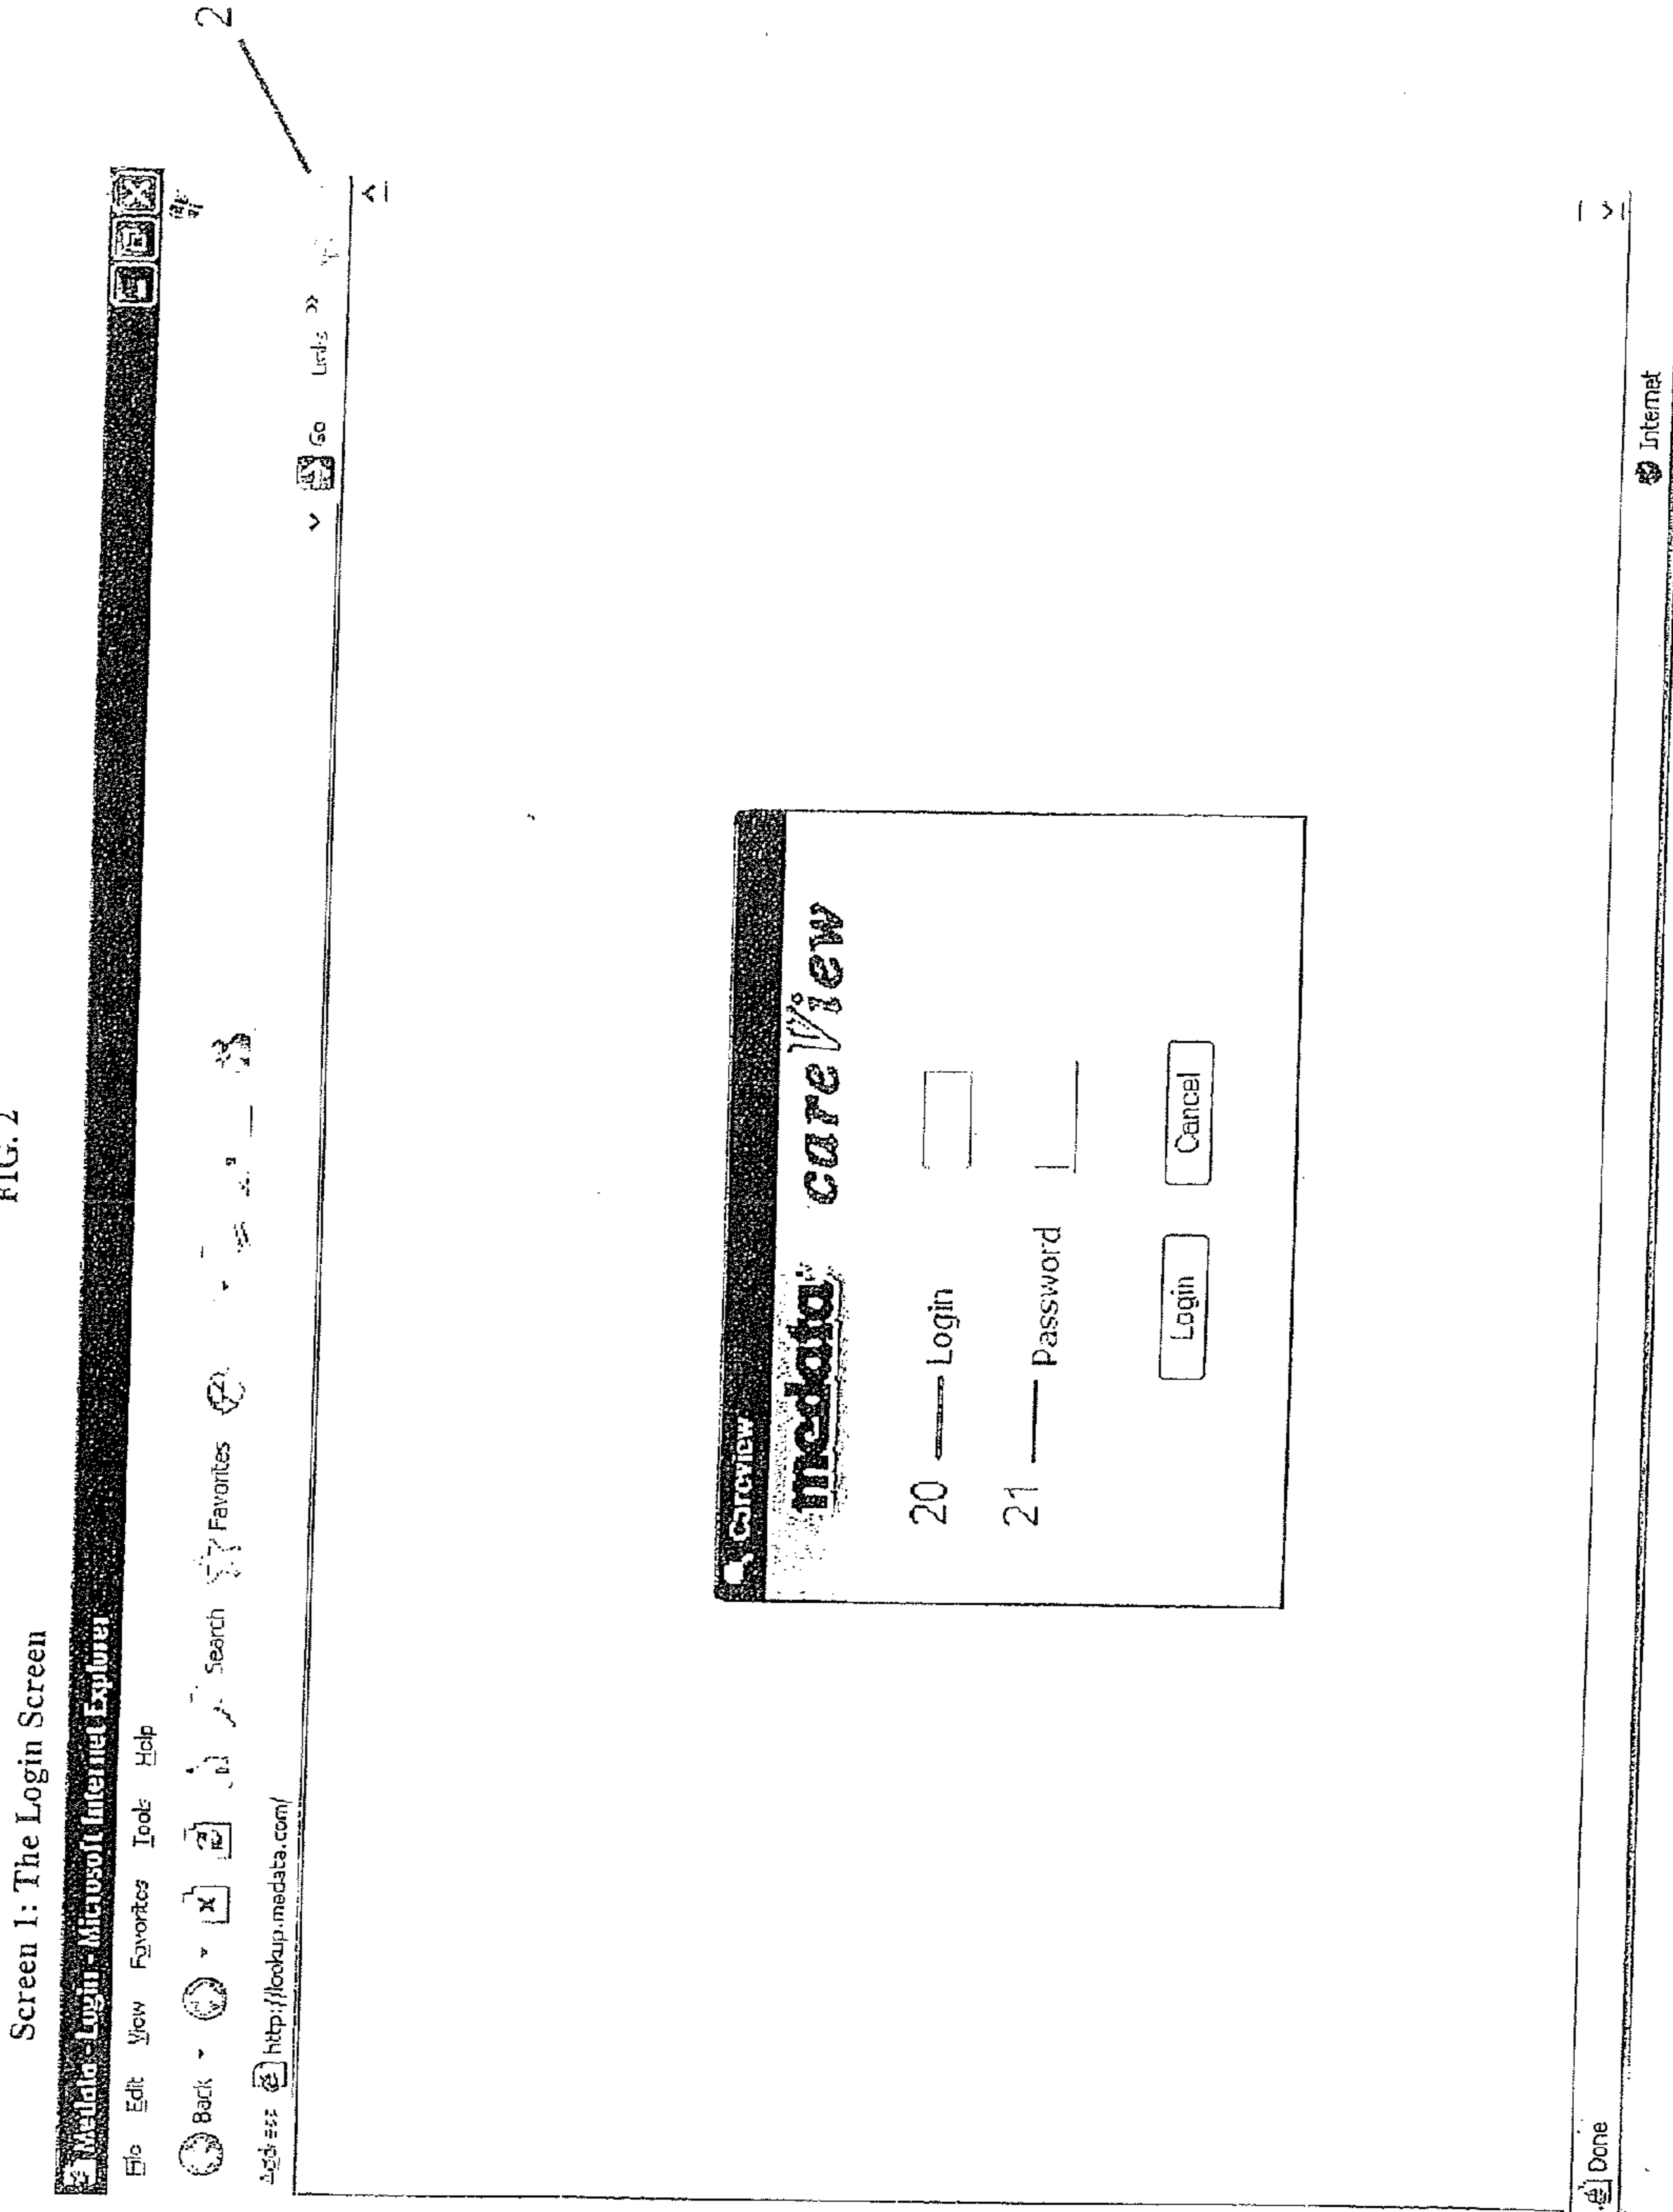 FIG. 2
Screen 1: The Login Screen
2
Medata - Login - Microsoft Internet Explorer
File Edit View Favorites Tools Help
Back Search Favorites
Address http://lookup.medata.com/ Go Links »
Careview
medata careView
20 Login
21 Password
Login Cancel
Done Internet